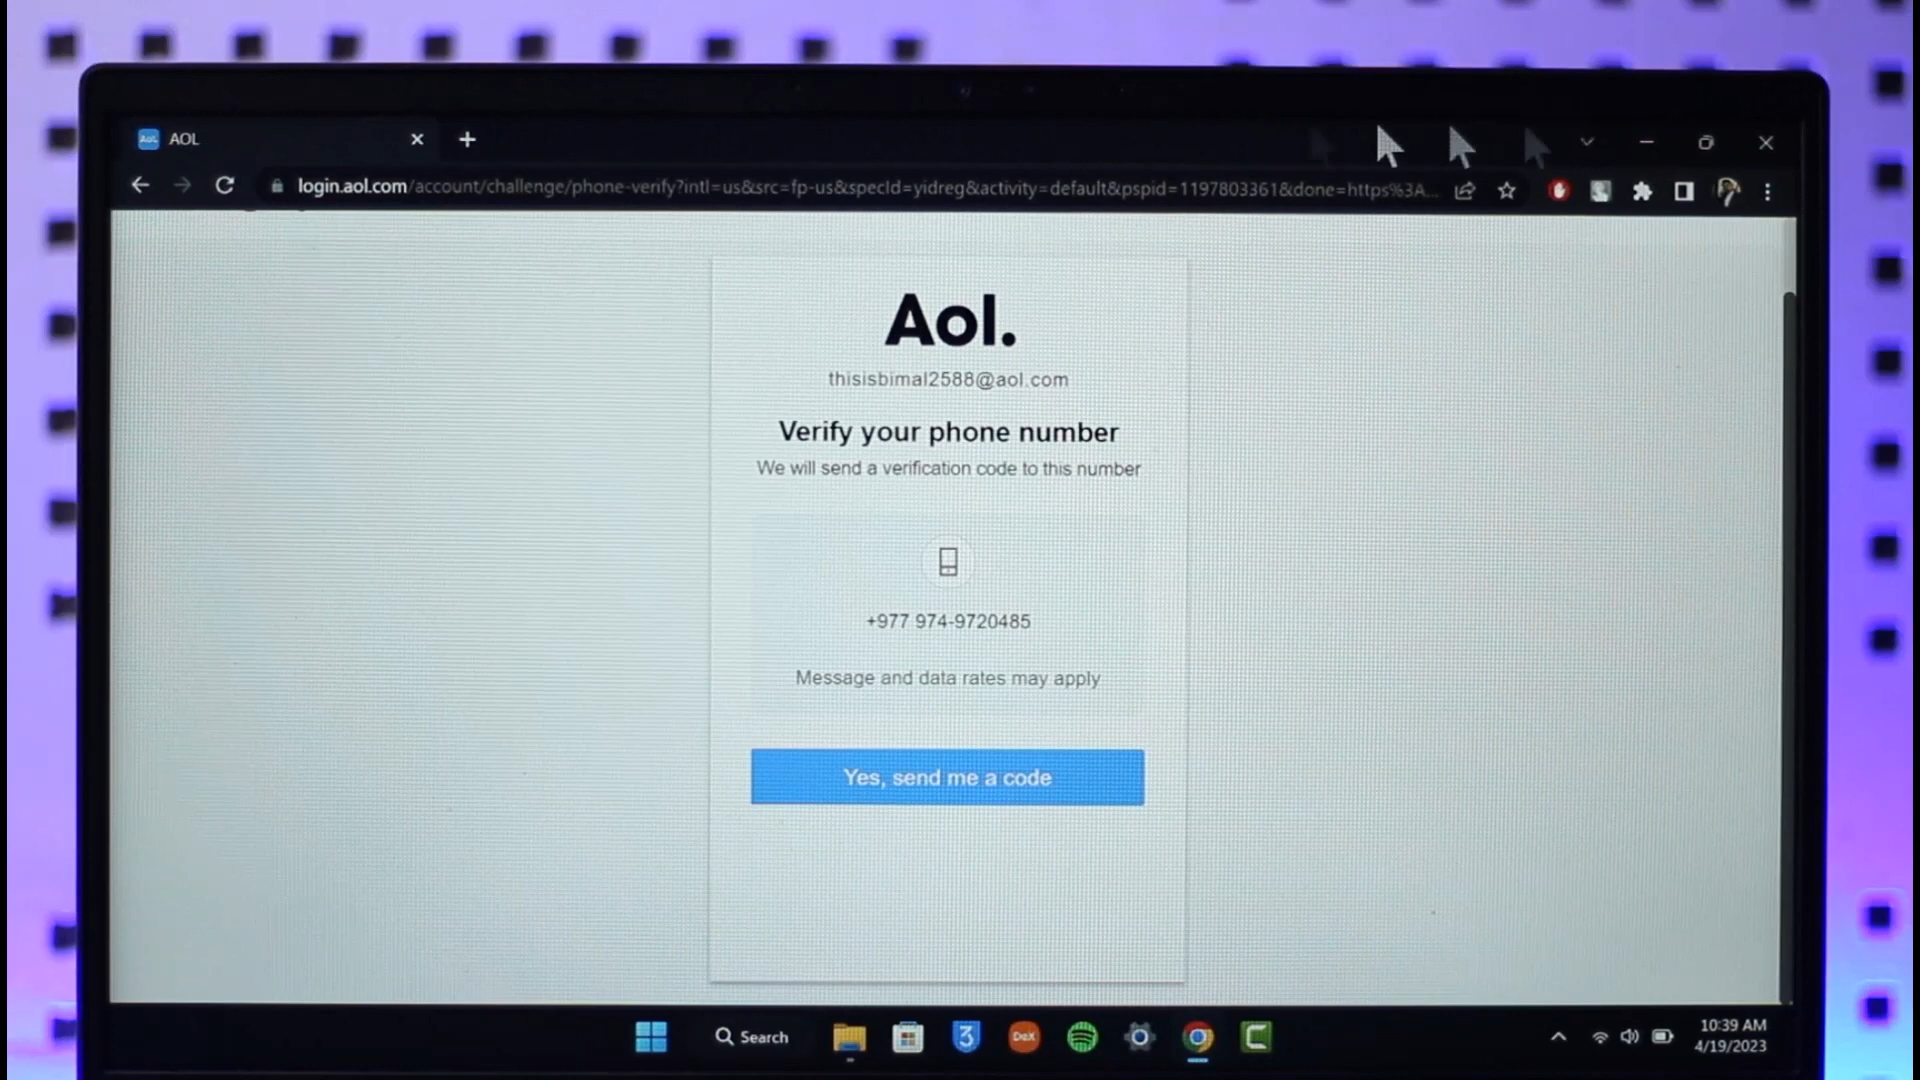 AOL
login.aol.com/account/challenge/phone-verify?intl=us&src=fp-us&specId=yidreg&activity=default&pspid=1197803361&done=https%3A...
Aol.
thisisbimal2588@aol.com
Verify your phone number
We will send a verification code to this number
+977 974-9720485
Message and data rates may apply
Yes, send me a code
Search
3
DeX
10:39 AM
4/19/2023